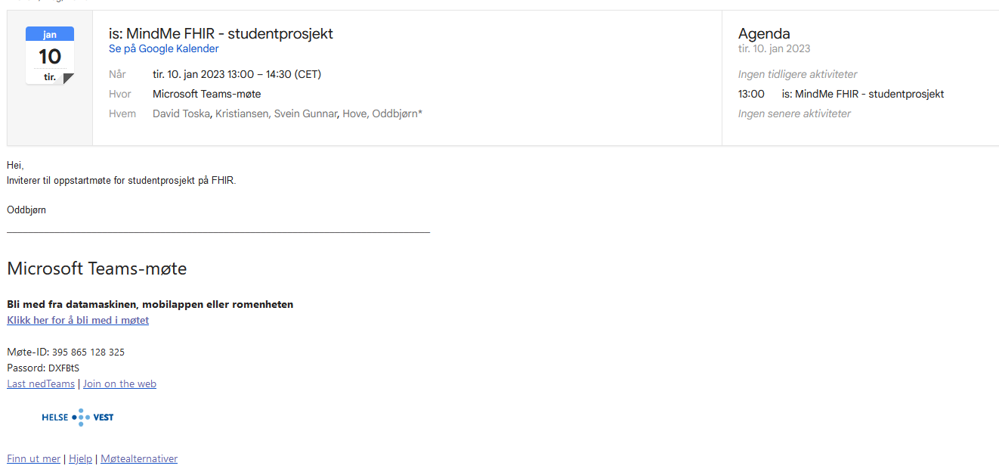 jan
10
tir.
is: MindMe FHIR - studentprosjekt
Se på Google Kalender
Når tir. 10. jan 2023 13:00 – 14:30 (CET)
Hvor Microsoft Teams-møte
Hvem David Toska, Kristiansen, Svein Gunnar, Hove, Oddbjørn*
Agenda
tir. 10. jan 2023
Ingen tidligere aktiviteter
13:00 is: MindMe FHIR - studentprosjekt
Ingen senere aktiviteter
Hei,
Inviterer til oppstartmøte for studentprosjekt på FHIR.
Oddbjørn
Microsoft Teams-møte
Bli med fra datamaskinen, mobilappen eller romenheten
Klikk her for å bli med i møtet
Møte-ID: 395 865 128 325
Passord: DXFBtS
Last nedTeams | Join on the web
HELSE VEST
Finn ut mer | Hjelp | Møtealternativer